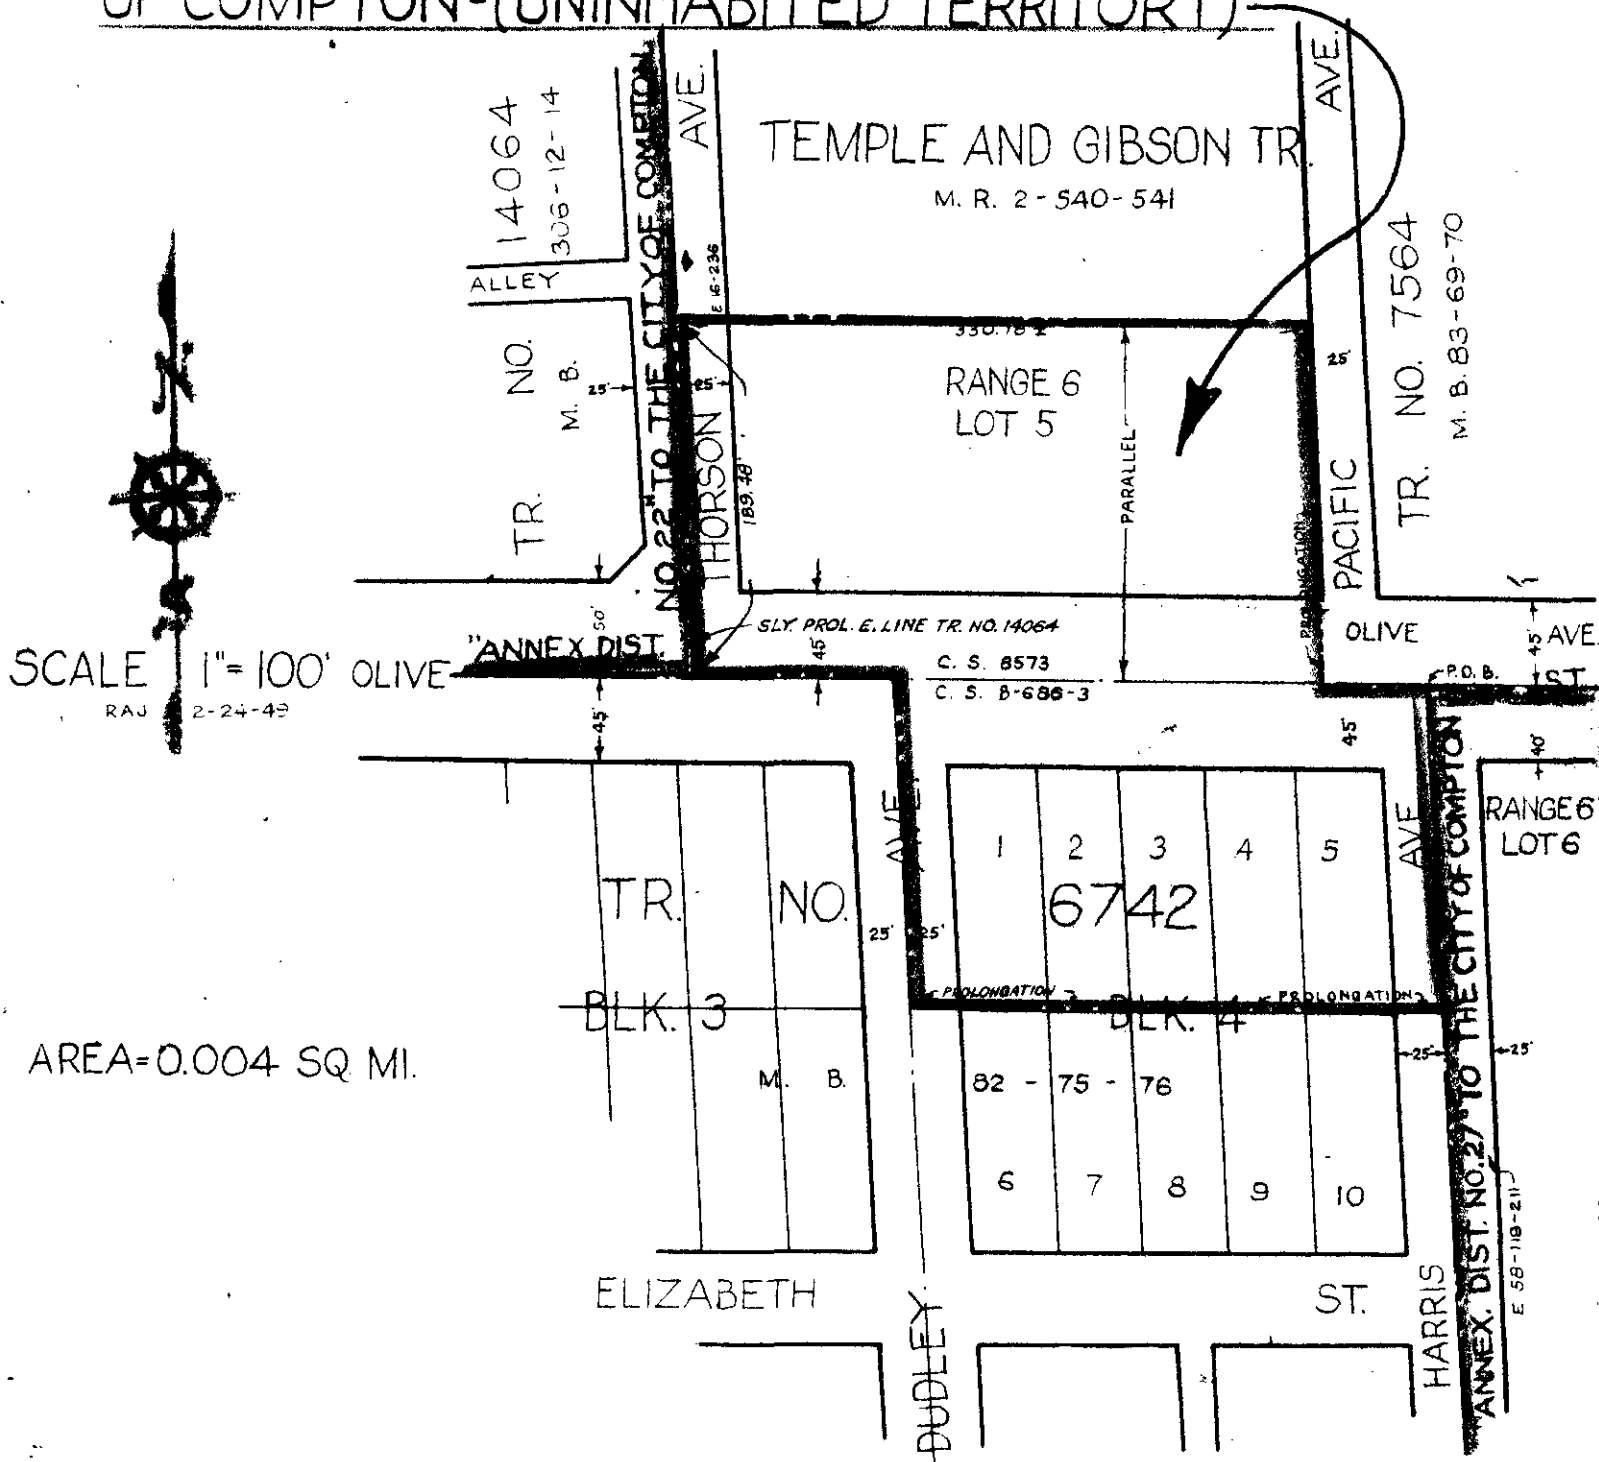 OF COMPTON-(UNINHABITED TERRITORY)
14064
306-12-14
ALLEY
TR. NO.
M. B.
NO. 22" TO THE CITY OF COMPTON
THORSON AVE.
E 16-236
TEMPLE AND GIBSON TR.
M. R. 2-540-541
PACIFIC AVE.
TR. NO. 7564
M. B. 83-69-70
25'
25'
RANGE 6
LOT 5
189.48'
PARALLEL
PROLONGATION
25'
50'
45'
SLY. PROL. E. LINE TR. NO. 14064
"ANNEX. DIST.
OLIVE AVE.
45'
C. S. 8573
C. S. B-686-3
P.O.B.
SCALE 1"= 100'
OLIVE
ST.
RAJ 2-24-49
45'
45'
40'
RANGE 6
LOT 6
AVE.
AVE.
1 2 3 4 5
TR. NO. 6742
25' 25'
PROLONGATION
PROLONGATION
BLK. 3
BLK. 4
AREA=0.004 SQ. MI.
M. B. 82 - 75 - 76
25'
25'
6 7 8 9 10
ELIZABETH ST.
DUDLEY
HARRIS
ANNEX. DIST. NO. 27" TO THE CITY OF COMPTON
E 58-118-211